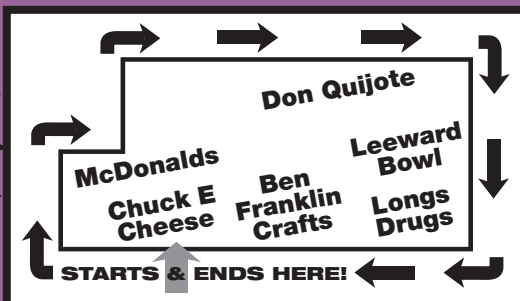 Don Quijote
McDonalds
Leeward
Bowl
Chuck E
Cheese
Ben
Franklin
Crafts
Longs
Drugs
STARTS & ENDS HERE!